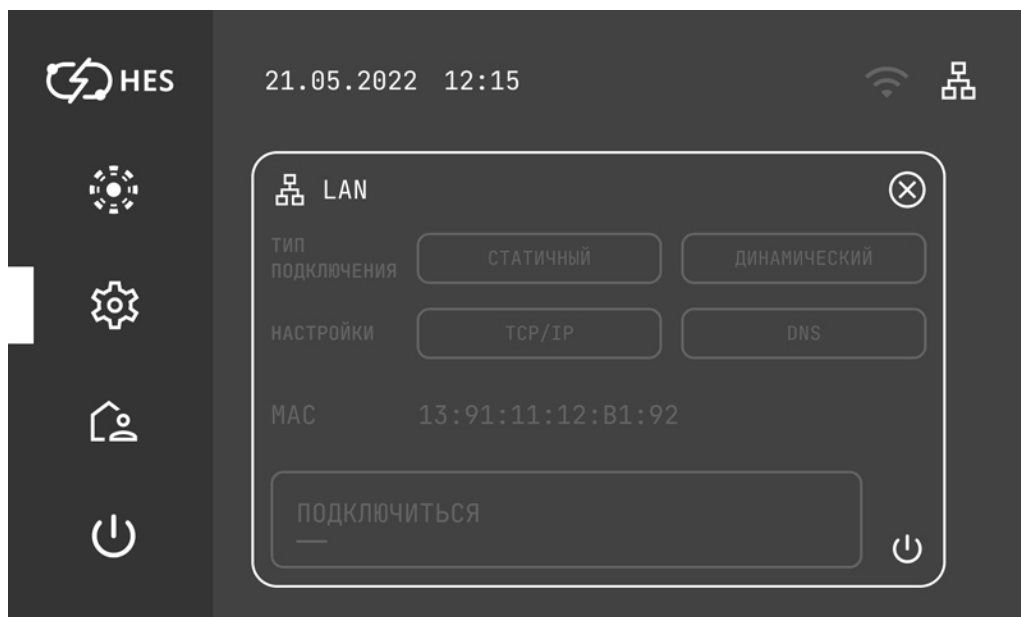 HES
21.05.2022 12:15
LAN
ТИП
ПОДКЛЮЧЕНИЯ
СТАТИЧНЫЙ
ДИНАМИЧЕСКИЙ
НАСТРОЙКИ
TCP/IP
DNS
MAC
13:91:11:12:B1:92
ПОДКЛЮЧИТЬСЯ